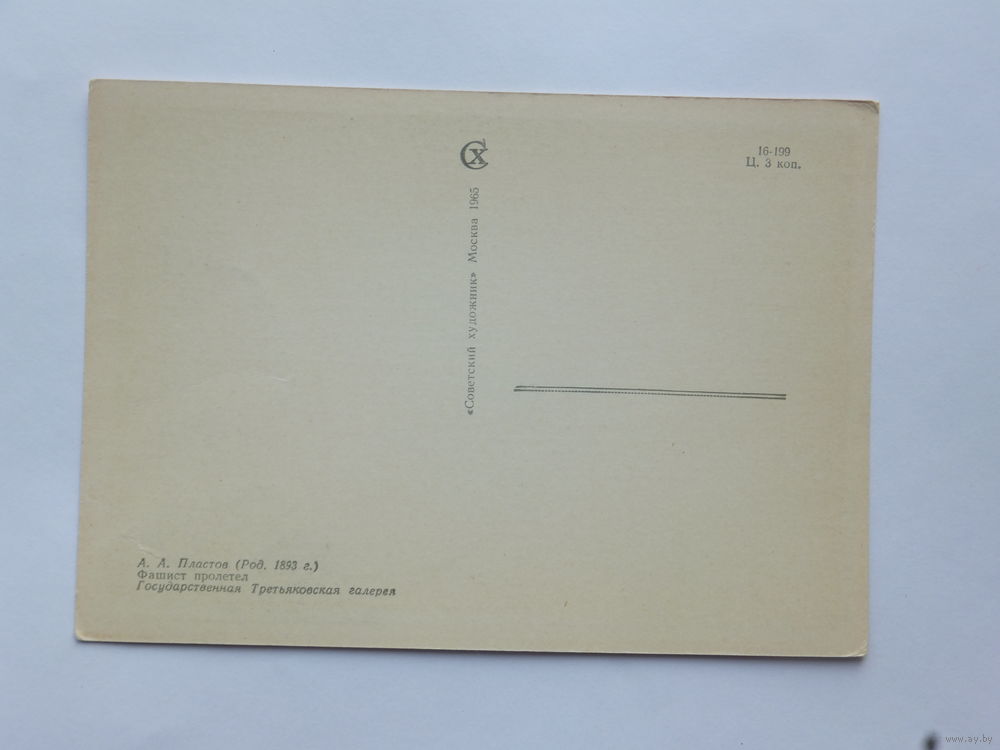 СХ
16-199
Ц. 3 коп.
«Советский художник» Москва 1965
А. А. Пластов (Род. 1893 г.)
Фашист пролетел
Государственная Третьяковская галерея
www.ay.by